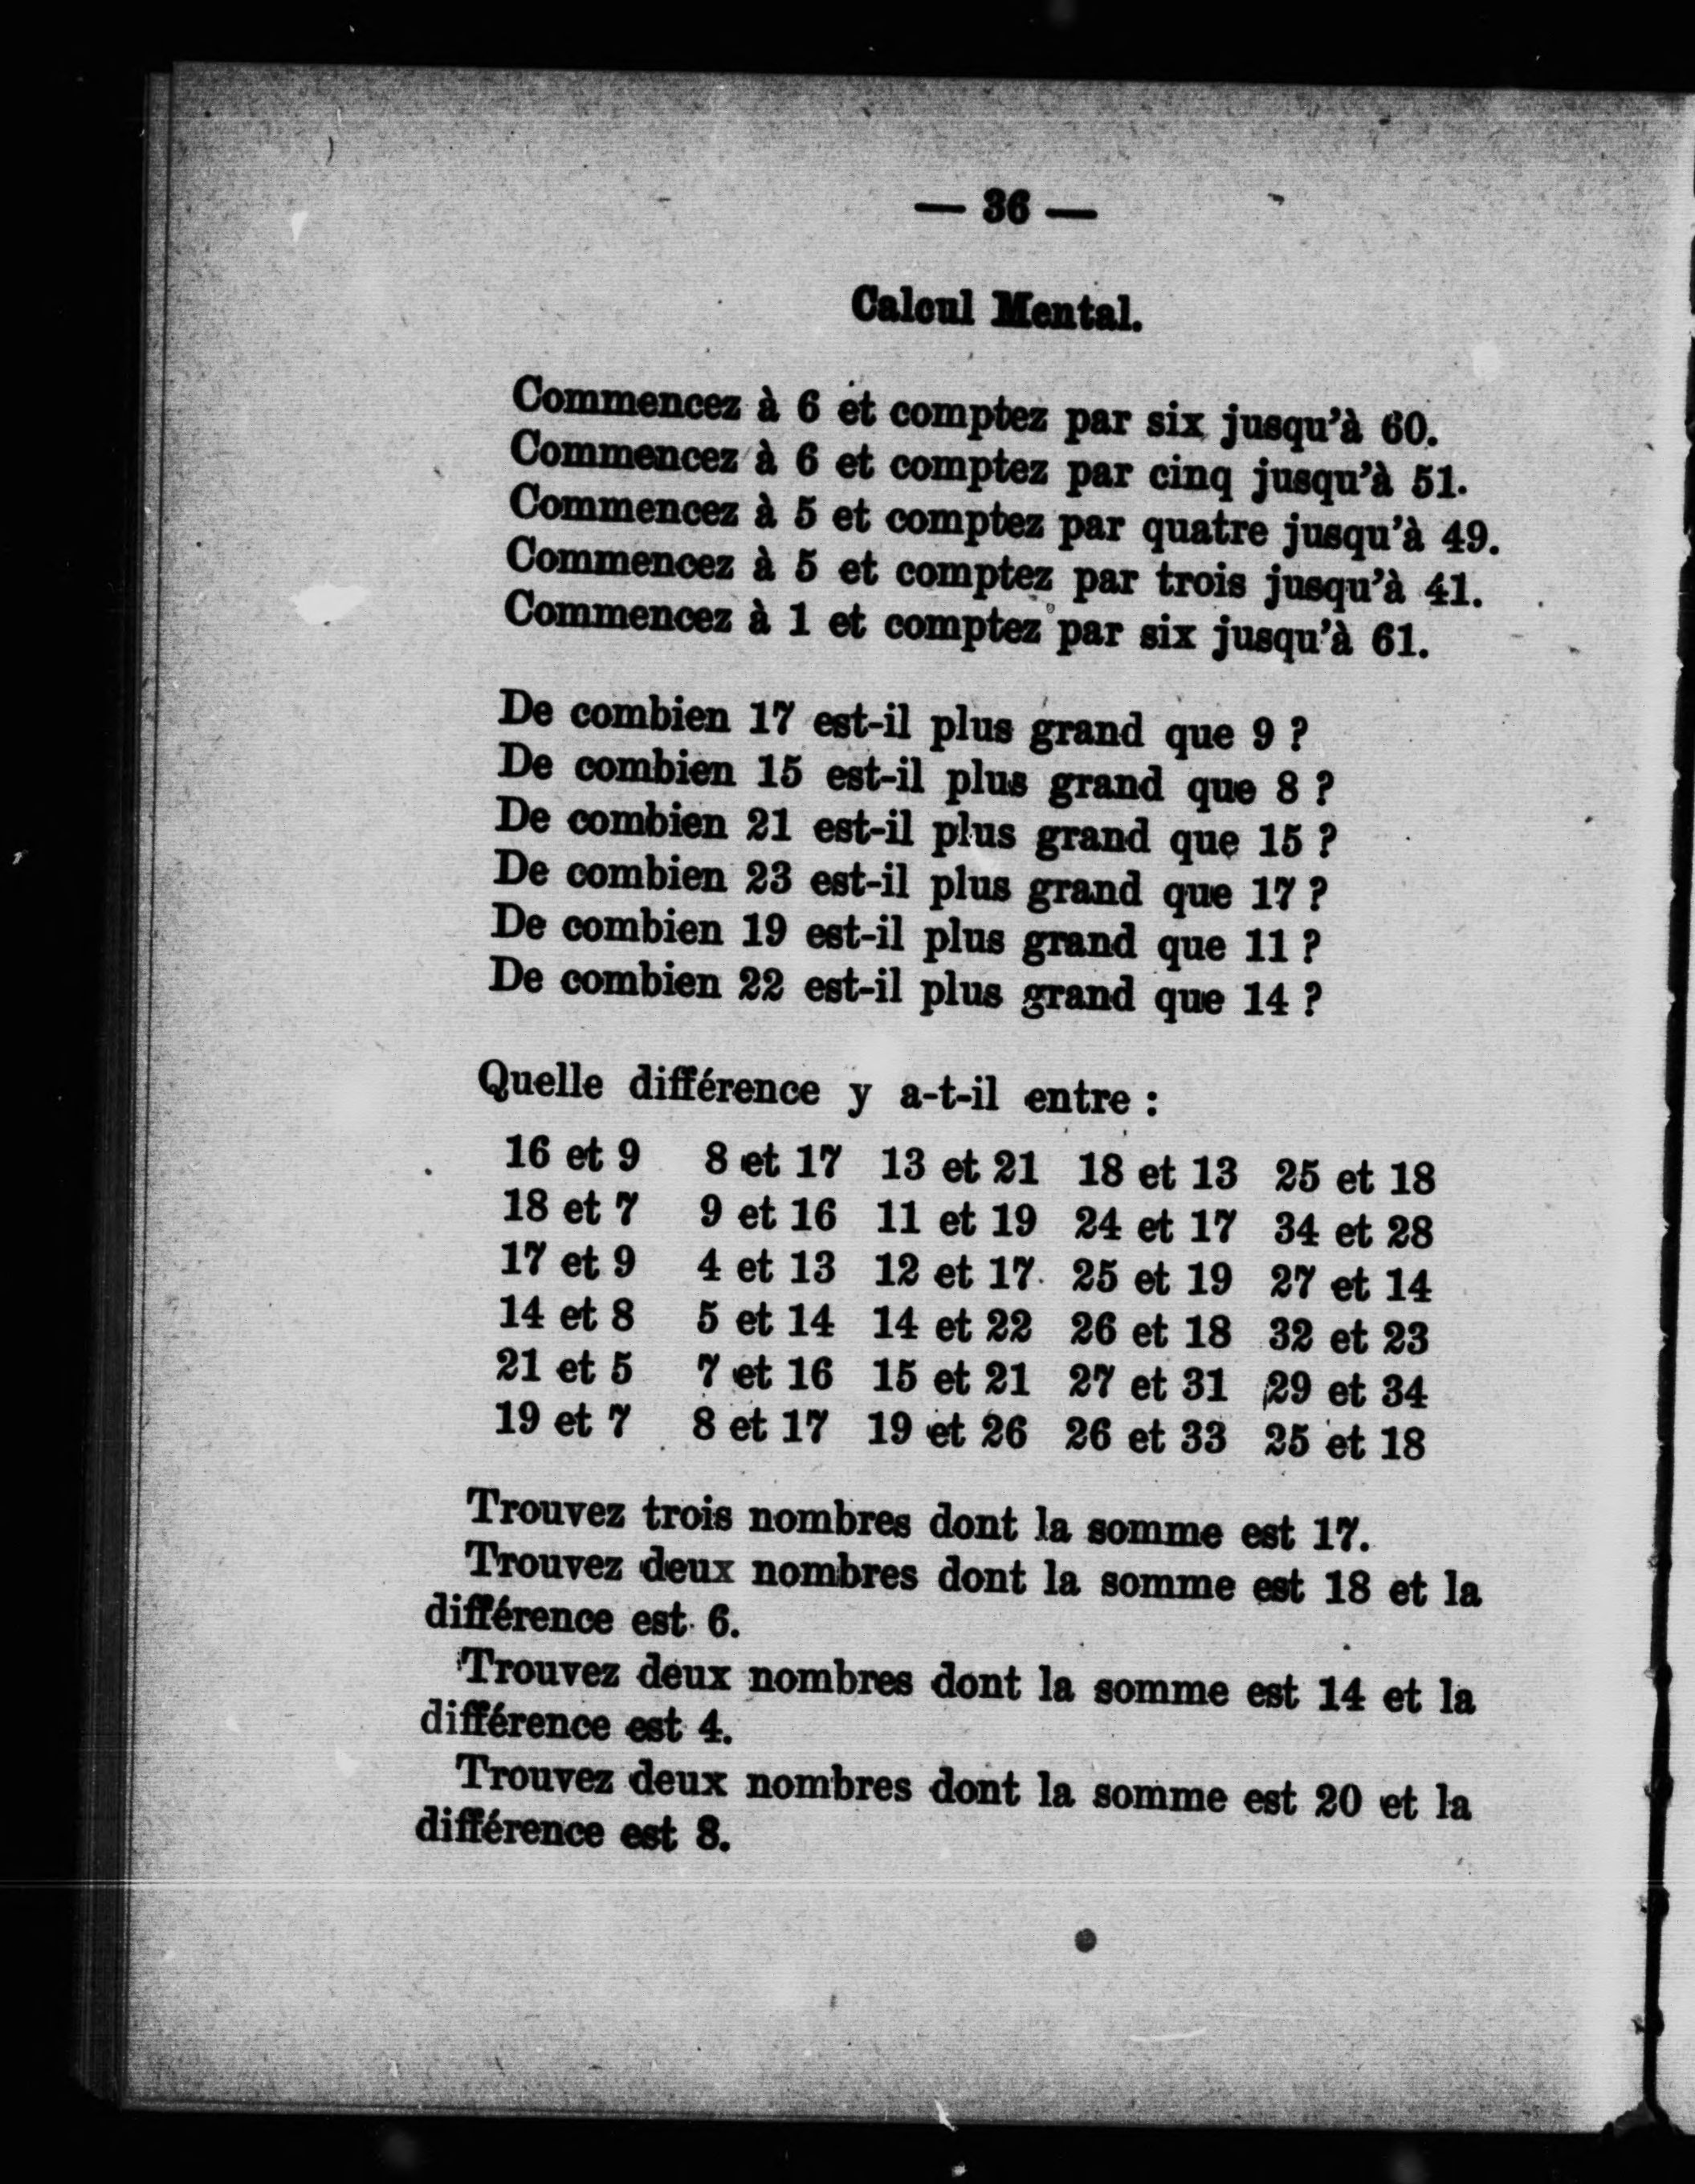 — 36 —
Calcul Mental.
Commencez à 6 et comptez par six jusqu'à 60.
Commencez à 6 et comptez par cinq jusqu'à 51.
Commencez à 5 et comptez par quatre jusqu'à 49.
Commencez à 5 et comptez par trois jusqu'à 41.
Commencez à 1 et comptez par six jusqu'à 61.
De combien 17 est-il plus grand que 9 ?
De combien 15 est-il plus grand que 8 ?
De combien 21 est-il plus grand que 15 ?
De combien 23 est-il plus grand que 17 ?
De combien 19 est-il plus grand que 11 ?
De combien 22 est-il plus grand que 14 ?
Quelle différence y a-t-il entre :
16 et 9 8 et 17 13 et 21 18 et 13 25 et 18
18 et 7 9 et 16 11 et 19 24 et 17 34 et 28
17 et 9 4 et 13 12 et 17 25 et 19 27 et 14
14 et 8 5 et 14 14 et 22 26 et 18 32 et 23
21 et 5 7 et 16 15 et 21 27 et 31 29 et 34
19 et 7 8 et 17 19 et 26 26 et 33 25 et 18
Trouvez trois nombres dont la somme est 17.
Trouvez deux nombres dont la somme est 18 et la
différence est 6.
Trouvez deux nombres dont la somme est 14 et la
différence est 4.
Trouvez deux nombres dont la somme est 20 et la
différence est 8.